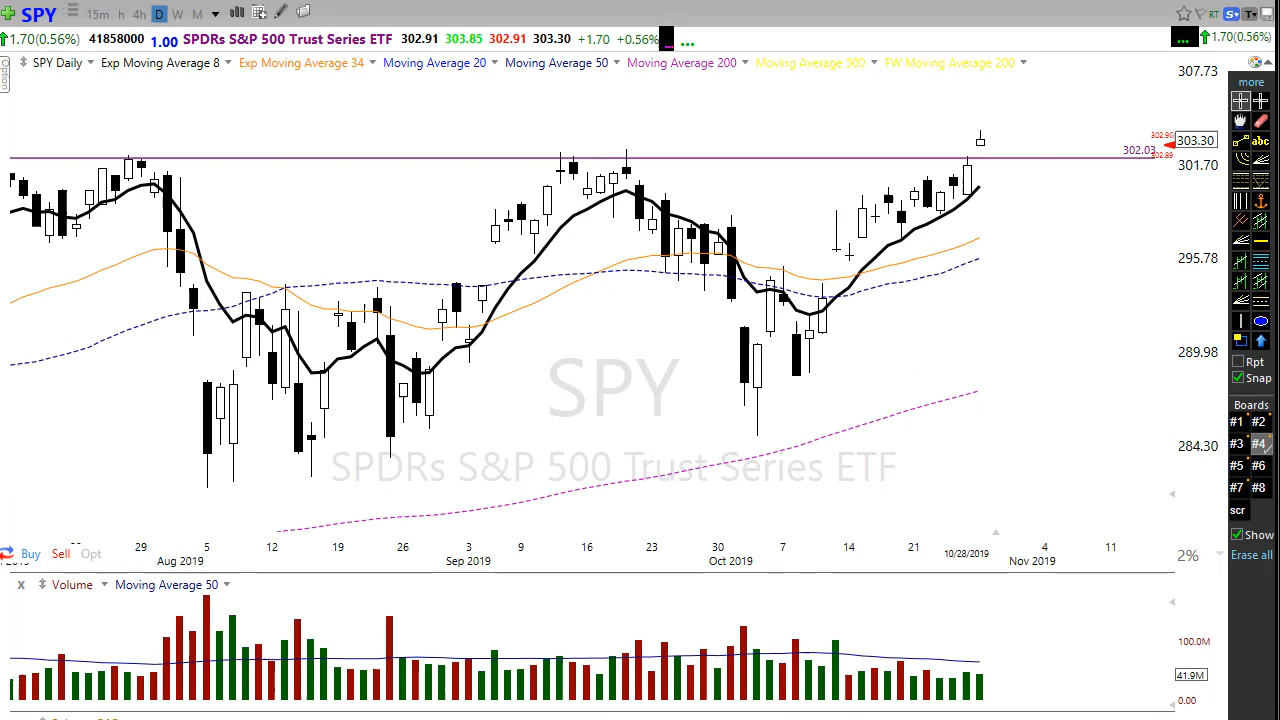 SPY 15m h 4h D W M RT S T
1.70(0.56%) 41858000 1.00 SPDRs S&P 500 Trust Series ETF 302.91 303.85 302.91 303.30 +1.70 +0.56% ... ... ... 1.70(0.56%)
Option
SPY Daily Exp Moving Average 8 Exp Moving Average 34 Moving Average 20 Moving Average 50 Moving Average 200 Moving Average 500 FW Moving Average 200
307.73
more
abc
302.90
303.30
302.03
302.89
301.70
295.78
289.98
284.30
SPY
SPDRs S&P 500 Trust Series ETF
Rpt
Snap
Boards
#1 #2
#3 #4
#5 #6
#7 #8
scr
Show
Erase all
29 5 12 19 26 3 9 16 23 30 7 14 21 10/28/2019 4 11
Buy Sell Opt
Aug 2019 Sep 2019 Oct 2019 Nov 2019
2%
X Volume Moving Average 50
100.0M
41.9M
0.00